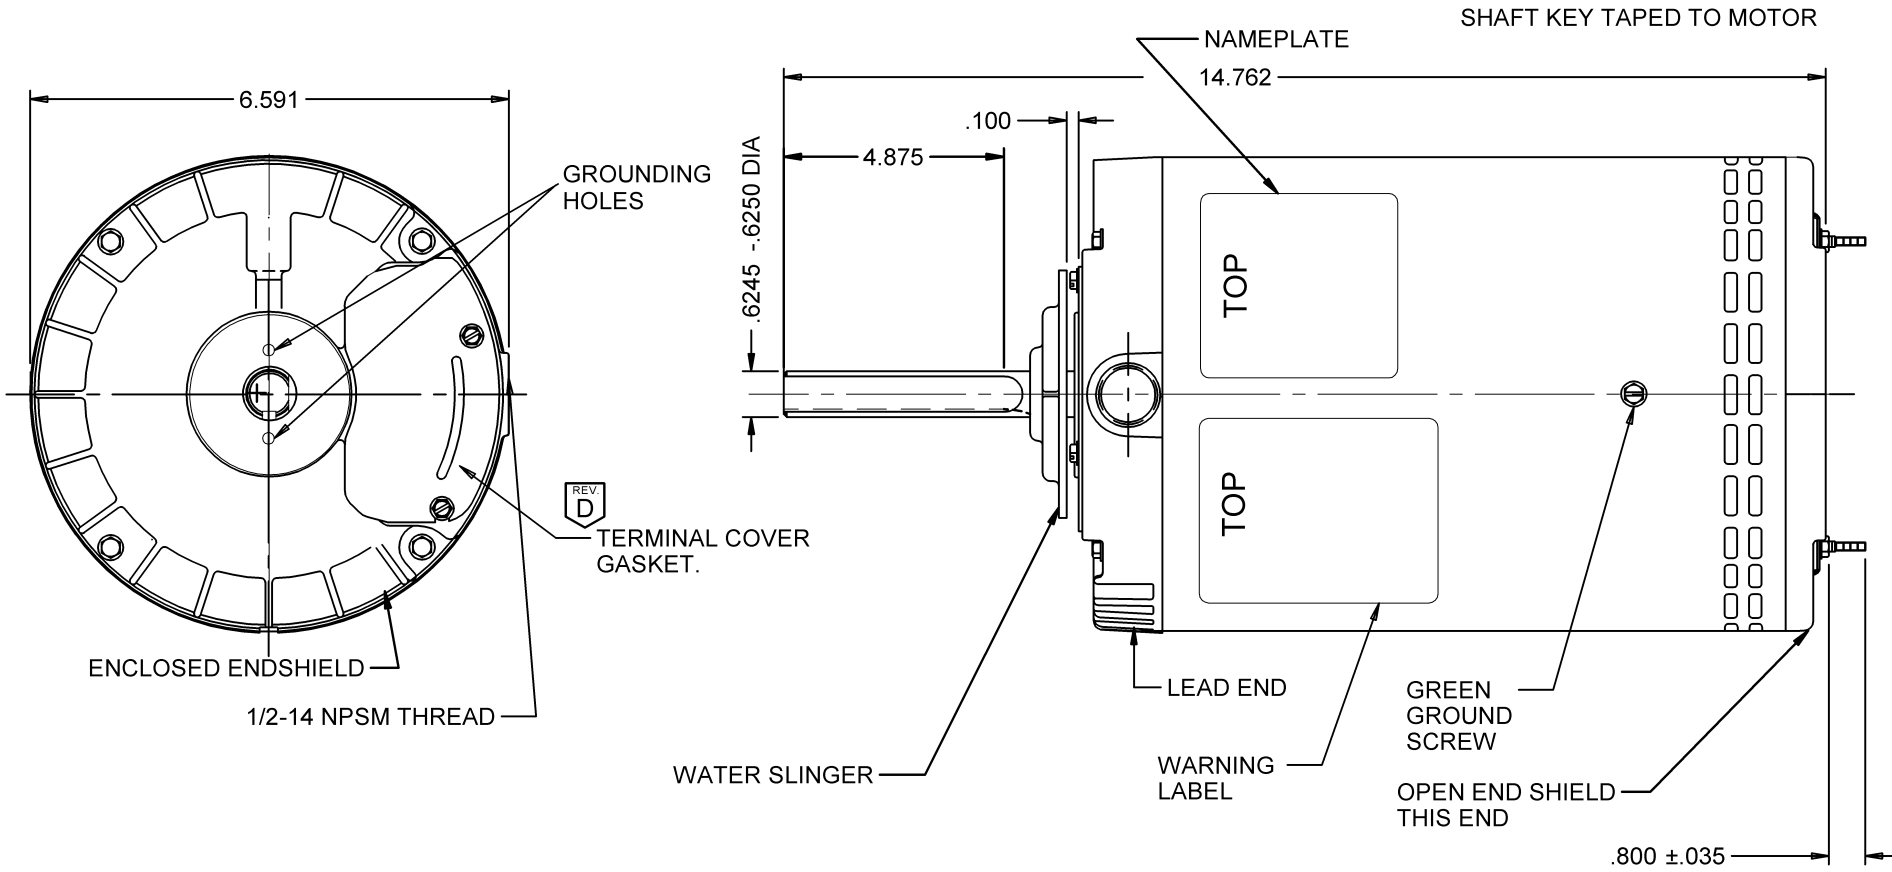 SHAFT KEY TAPED TO MOTOR
NAMEPLATE
14.762
6.591
.100
4.875
.6245 -.6250 DIA
GROUNDING
HOLES
TOP
TOP
REV.
D
TERMINAL COVER
GASKET.
ENCLOSED ENDSHIELD
1/2-14 NPSM THREAD
LEAD END
GREEN
GROUND
SCREW
WATER SLINGER
WARNING
LABEL
OPEN END SHIELD
THIS END
.800 ±.035